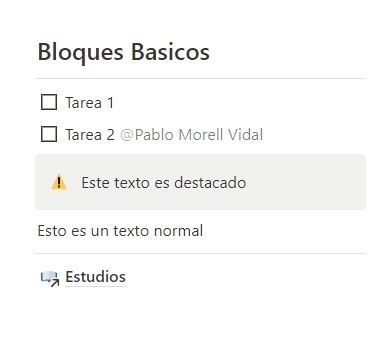 Bloques Basicos
Tarea 1
Tarea 2 @Pablo Morell Vidal
Este texto es destacado
Esto es un texto normal
Estudios